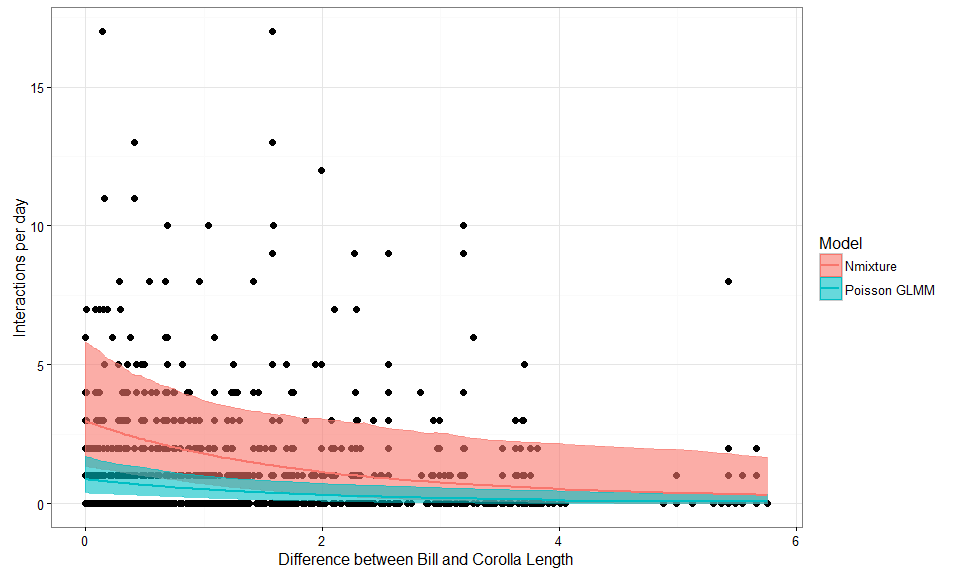 15
10
5
0
0
2
4
6
Interactions per day
Difference between Bill and Corolla Length
Model
Nmixture
Poisson GLMM